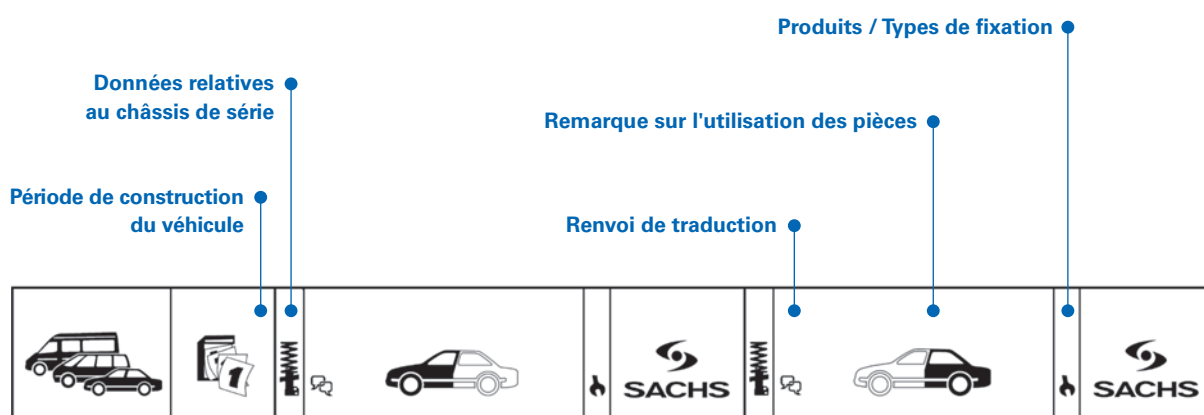 Produits / Types de fixation
Données relatives
au châssis de série
Remarque sur l'utilisation des pièces
Période de construction
du véhicule
Renvoi de traduction
1
SACHS
SACHS